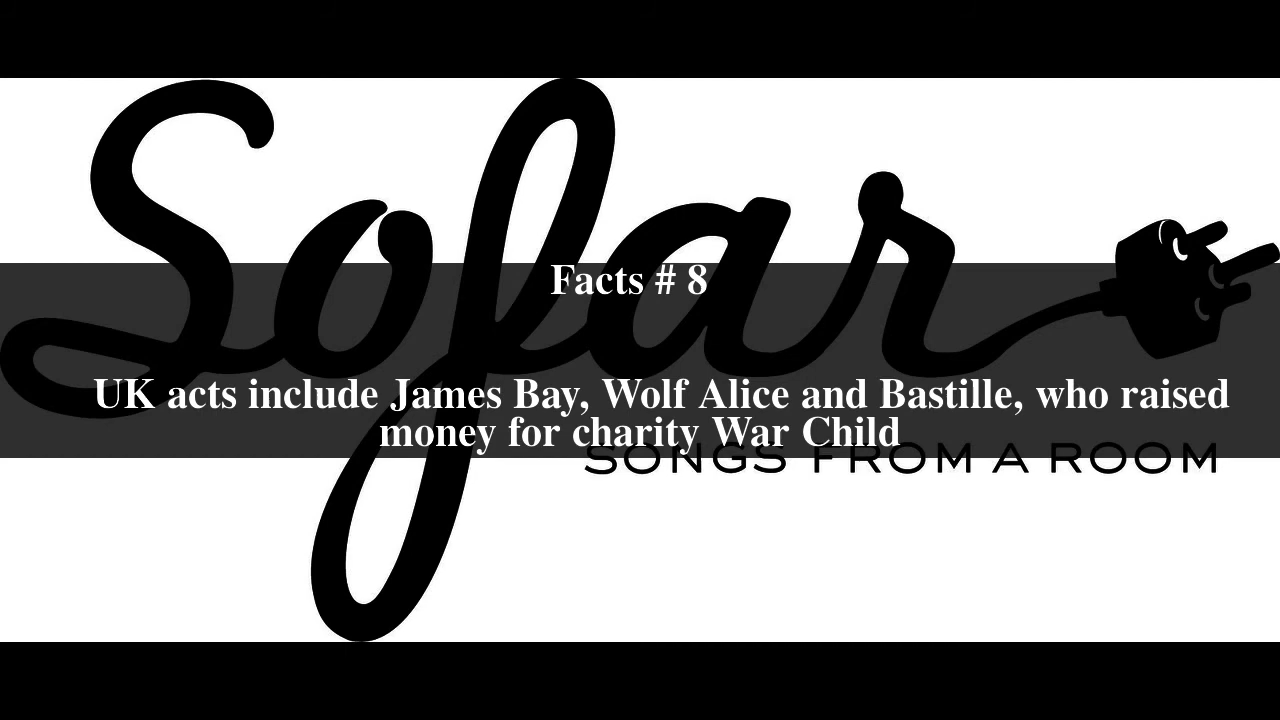 Sofar
Facts # 8
UK acts include James Bay, Wolf Alice and Bastille, who raised
money for charity War Child
SONGS FROM A ROOM